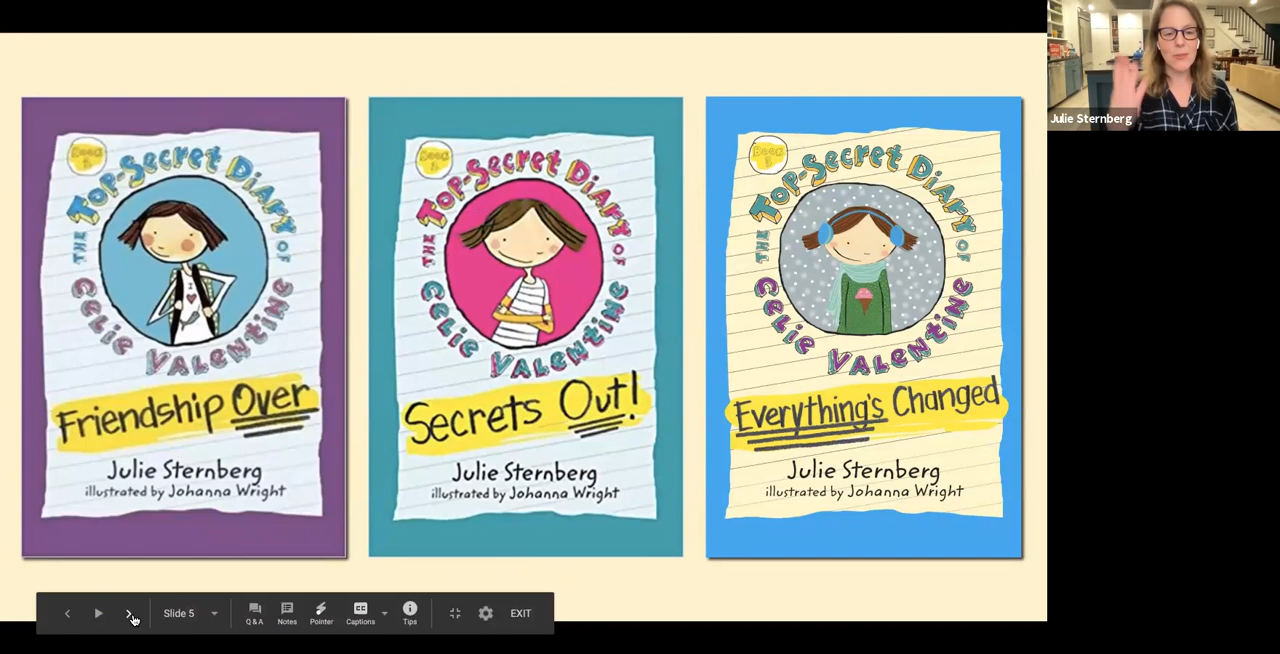 Book 1
THE TOP-SECRET DIARY OF
CELIE VALENTINE
Friendship Over
Julie Sternberg
illustrated by Johanna Wright
Book
THE TOP-SECRET DIARY OF
CELIE VALENTINE
Secrets Out!
Julie Sternberg
illustrated by Johanna Wright
Book
THE TOP-SECRET DIARY OF
CELIE VALENTINE
Everything's Changed
Julie Sternberg
illustrated by Johanna Wright
Julie Sternberg
Slide 5
Q & A
Notes
Pointer
CC
Captions
Tips
EXIT